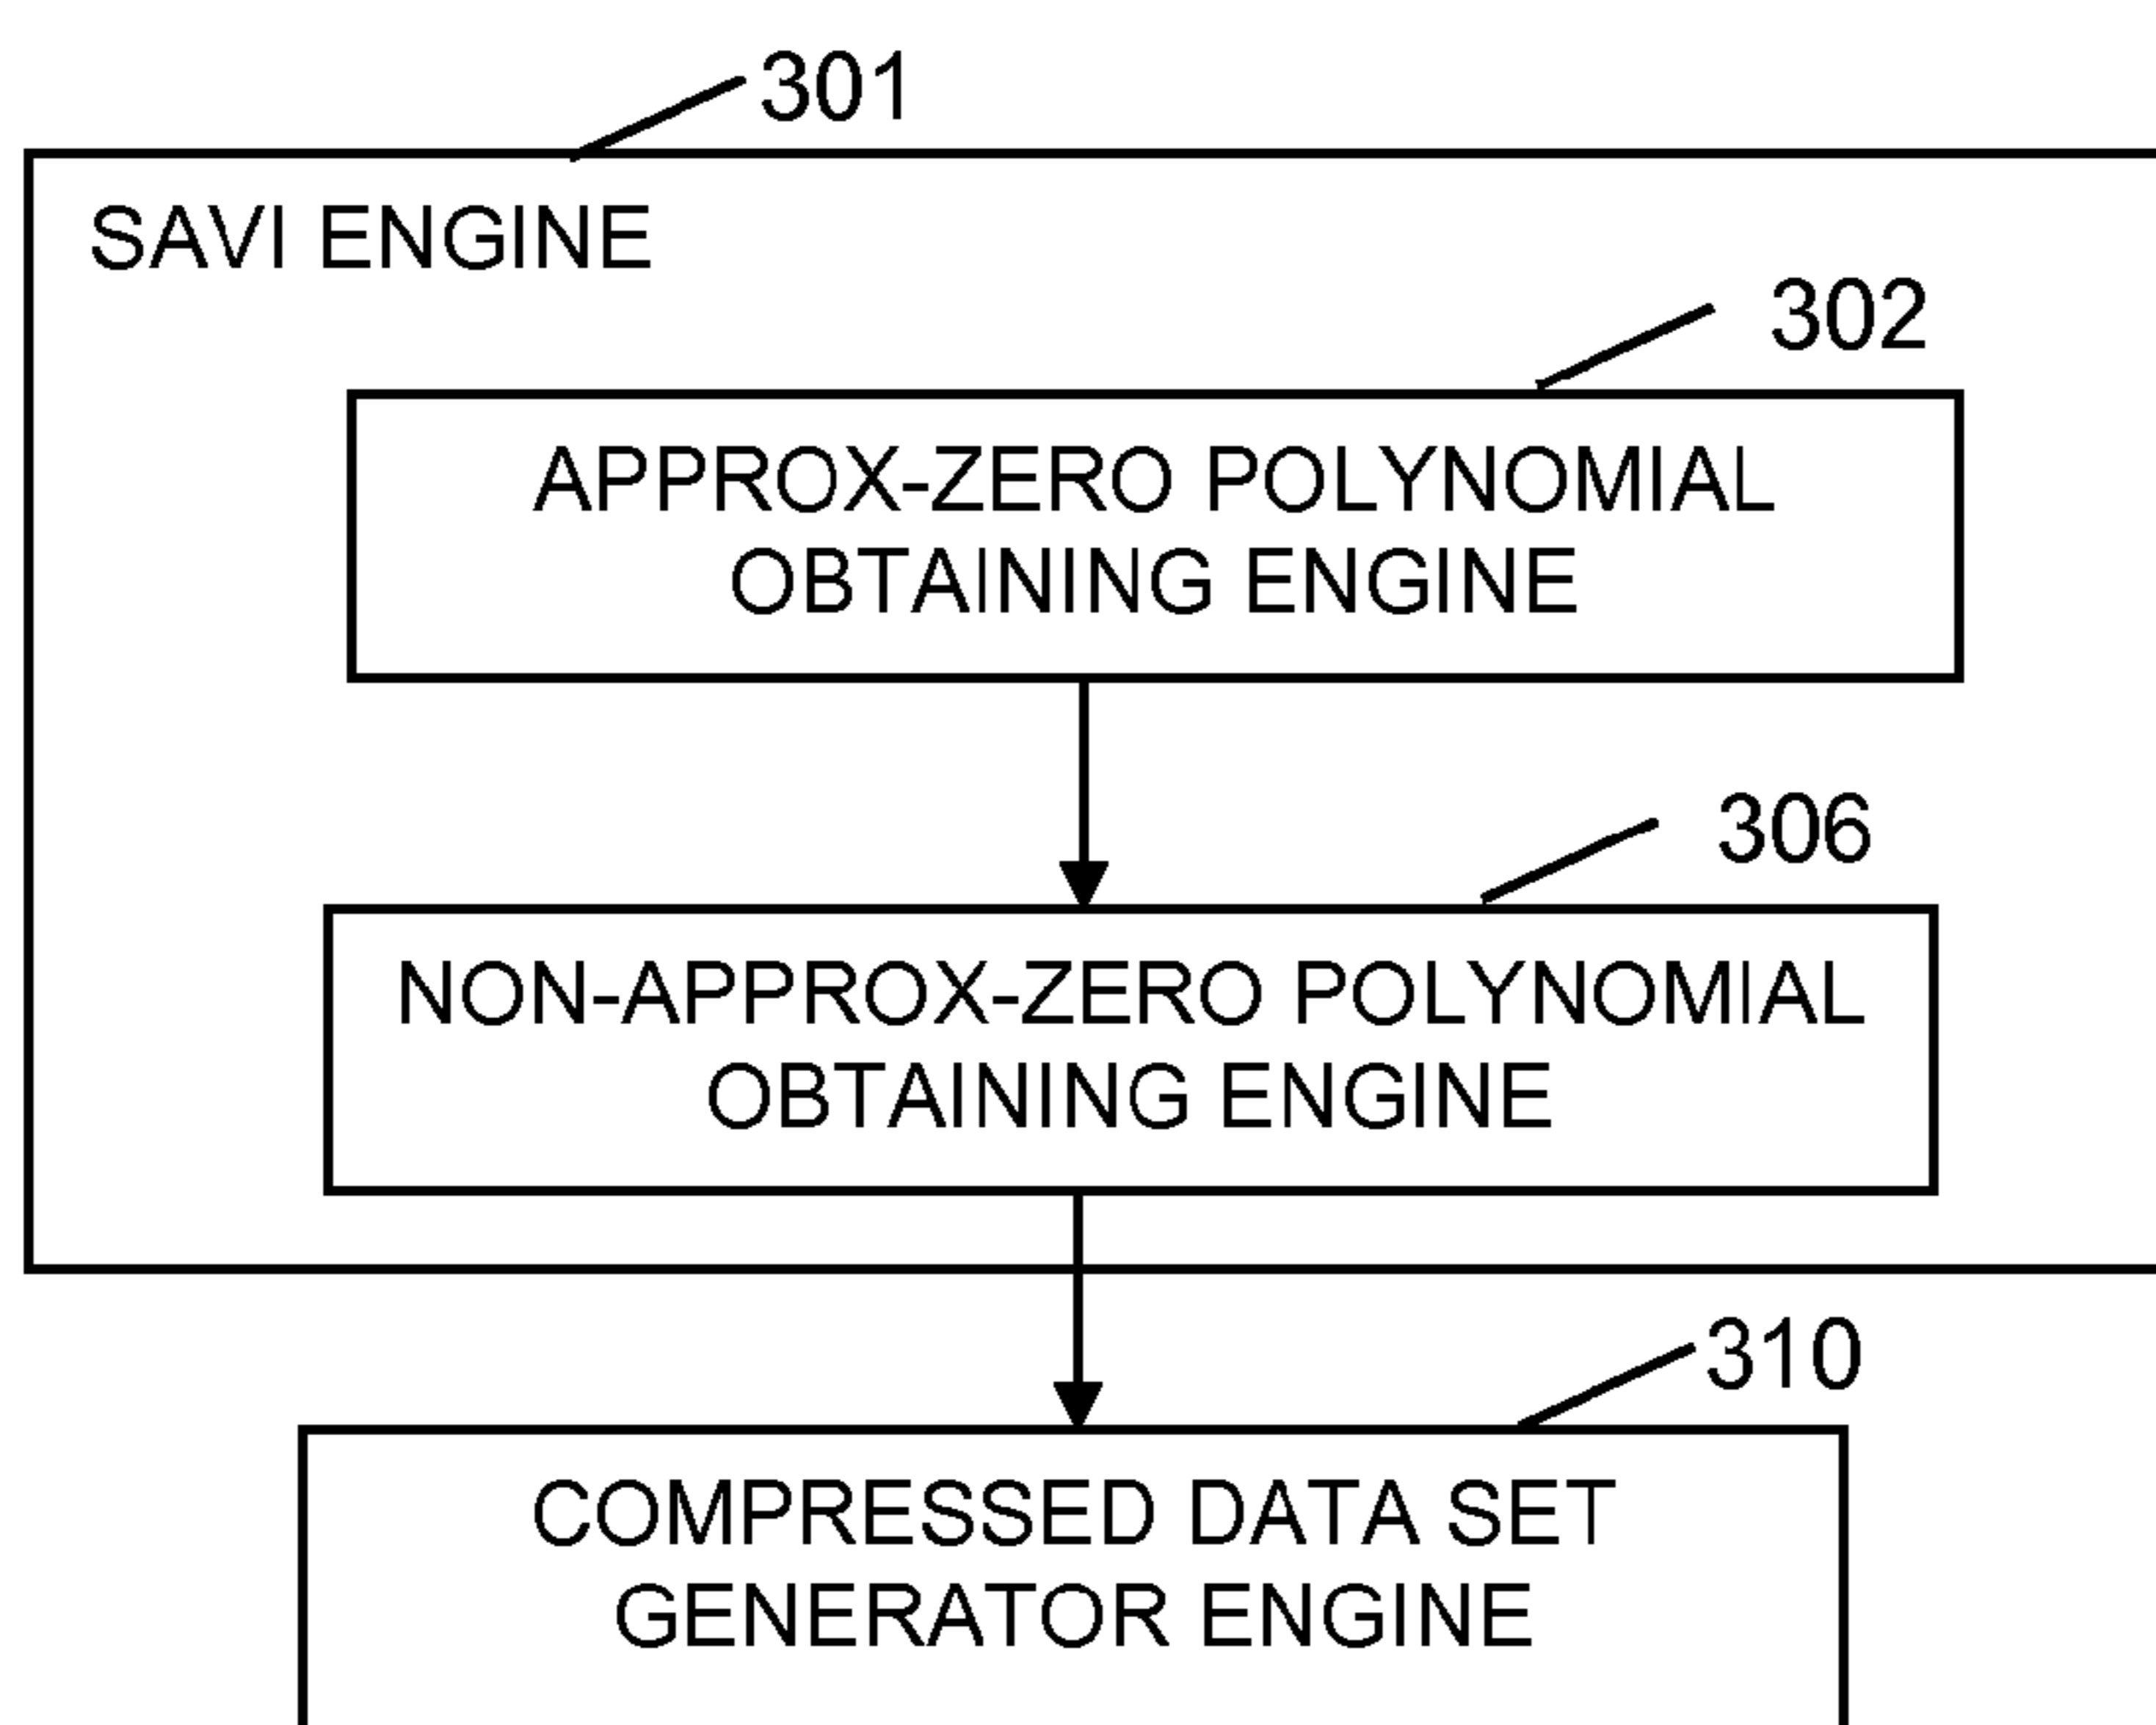 301
SAVI ENGINE
302
APPROX-ZERO POLYNOMIAL
OBTAINING ENGINE
306
NON-APPROX-ZERO POLYNOMIAL
OBTAINING ENGINE
310
COMPRESSED DATA SET
GENERATOR ENGINE